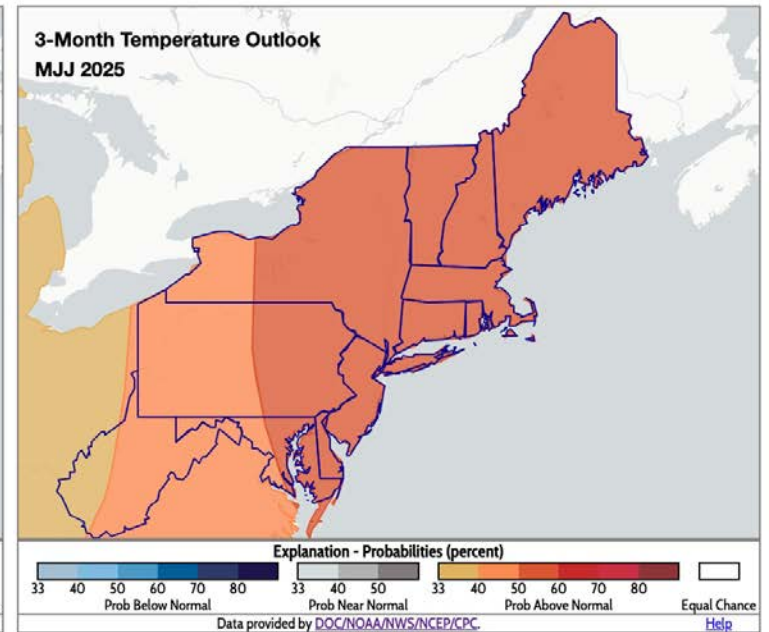 3-Month Temperature Outlook
MJJ 2025
Explanation - Probabilities (percent)
33 40 50 60 70 80 33 40 50 33 40 50 60 70 80
Prob Below Normal Prob Near Normal Prob Above Normal Equal Chance
Data provided by DOC/NOAA/NWS/NCEP/CPC. Help